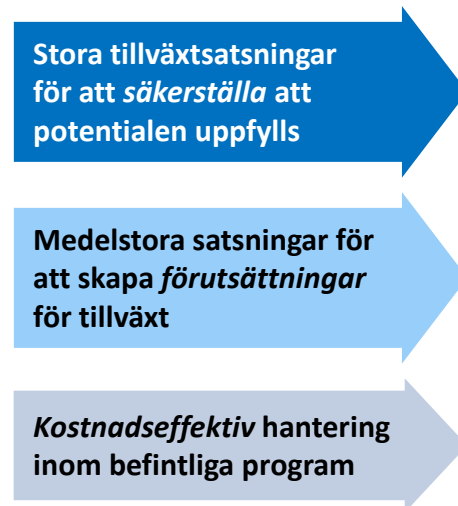 Stora tillväxtsatsningar
för att säkerställa att
potentialen uppfylls
Medelstora satsningar för
att skapa förutsättningar
för tillväxt
Kostnadseffektiv hantering
inom befintliga program